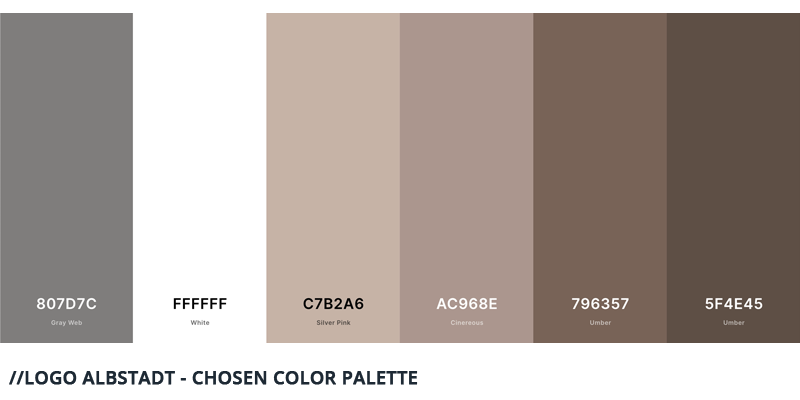 807D7C FFFFFF C7B2A6 AC968E 796357 5F4E45
Gray Web White Silver Pink Cinereous Umber Umber
//LOGO ALBSTADT - CHOSEN COLOR PALETTE